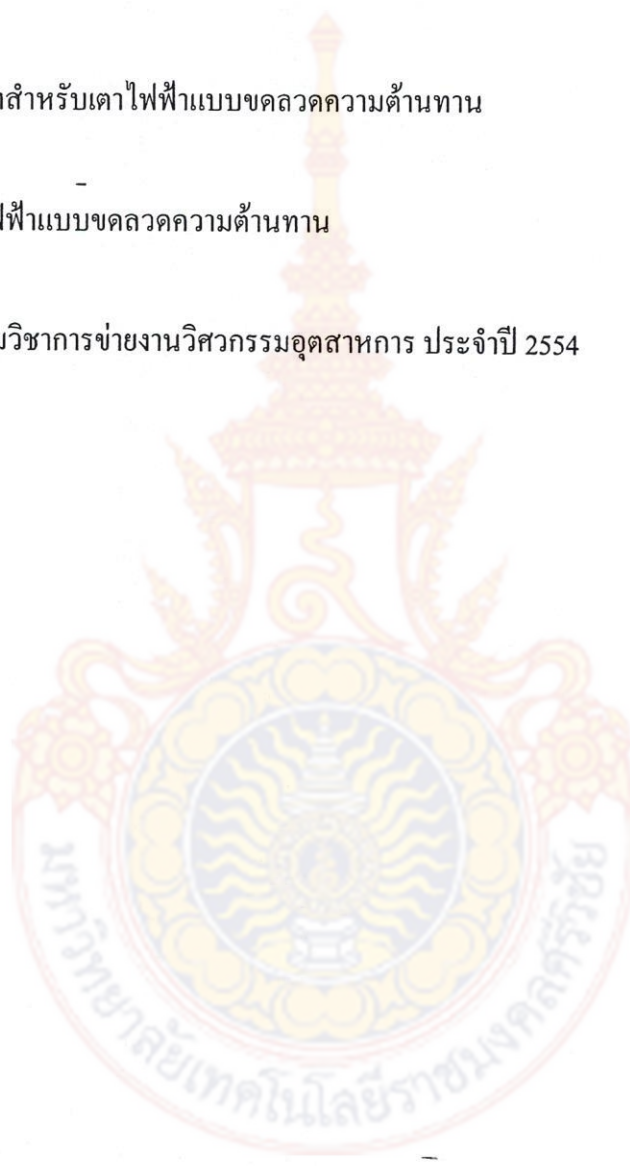 สำหรับเตาไฟฟ้าแบบขดลวดความต้านทาน
ฟ้าแบบขดลวดความต้านทาน
วิชาการข่ายงานวิศวกรรมอุตสาหการ ประจำปี 2554
มหาวิทยาลัยเทคโนโลยีราชมงคลศรีวิชัย